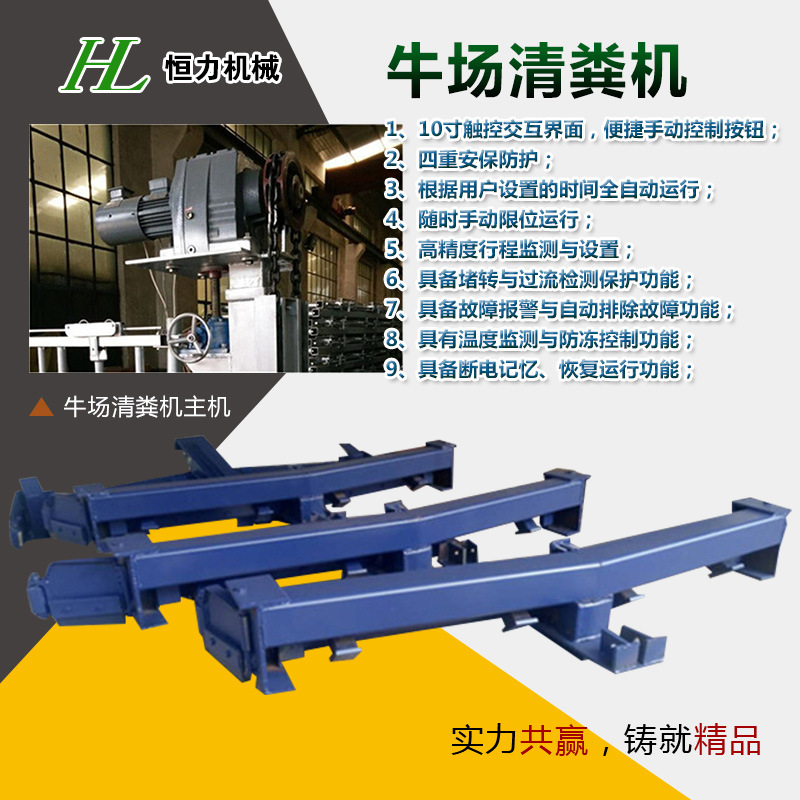 HL 恒力机械
牛场清粪机
1、10寸触控交互界面，便捷手动控制按钮；
2、四重安保防护；
3、根据用户设置的时间全自动运行；
4、随时手动限位运行；
5、高精度行程监测与设置；
6、具备堵转与过流检测保护功能；
7、具备故障报警与自动排除故障功能；
8、具有温度监测与防冻控制功能；
9、具备断电记忆、恢复运行功能；
牛场清粪机主机
实力共赢，铸就精品